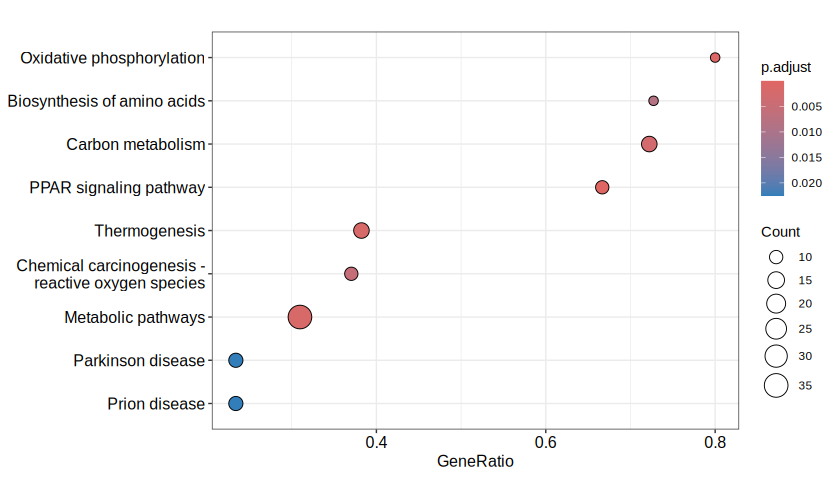 Oxidative phosphorylation
Biosynthesis of amino acids
Carbon metabolism
PPAR signaling pathway
Thermogenesis
Chemical carcinogenesis -
reactive oxygen species
Metabolic pathways
Parkinson disease
Prion disease
0.4 0.6 0.8
GeneRatio
p.adjust
0.005
0.010
0.015
0.020
Count
10
15
20
25
30
35